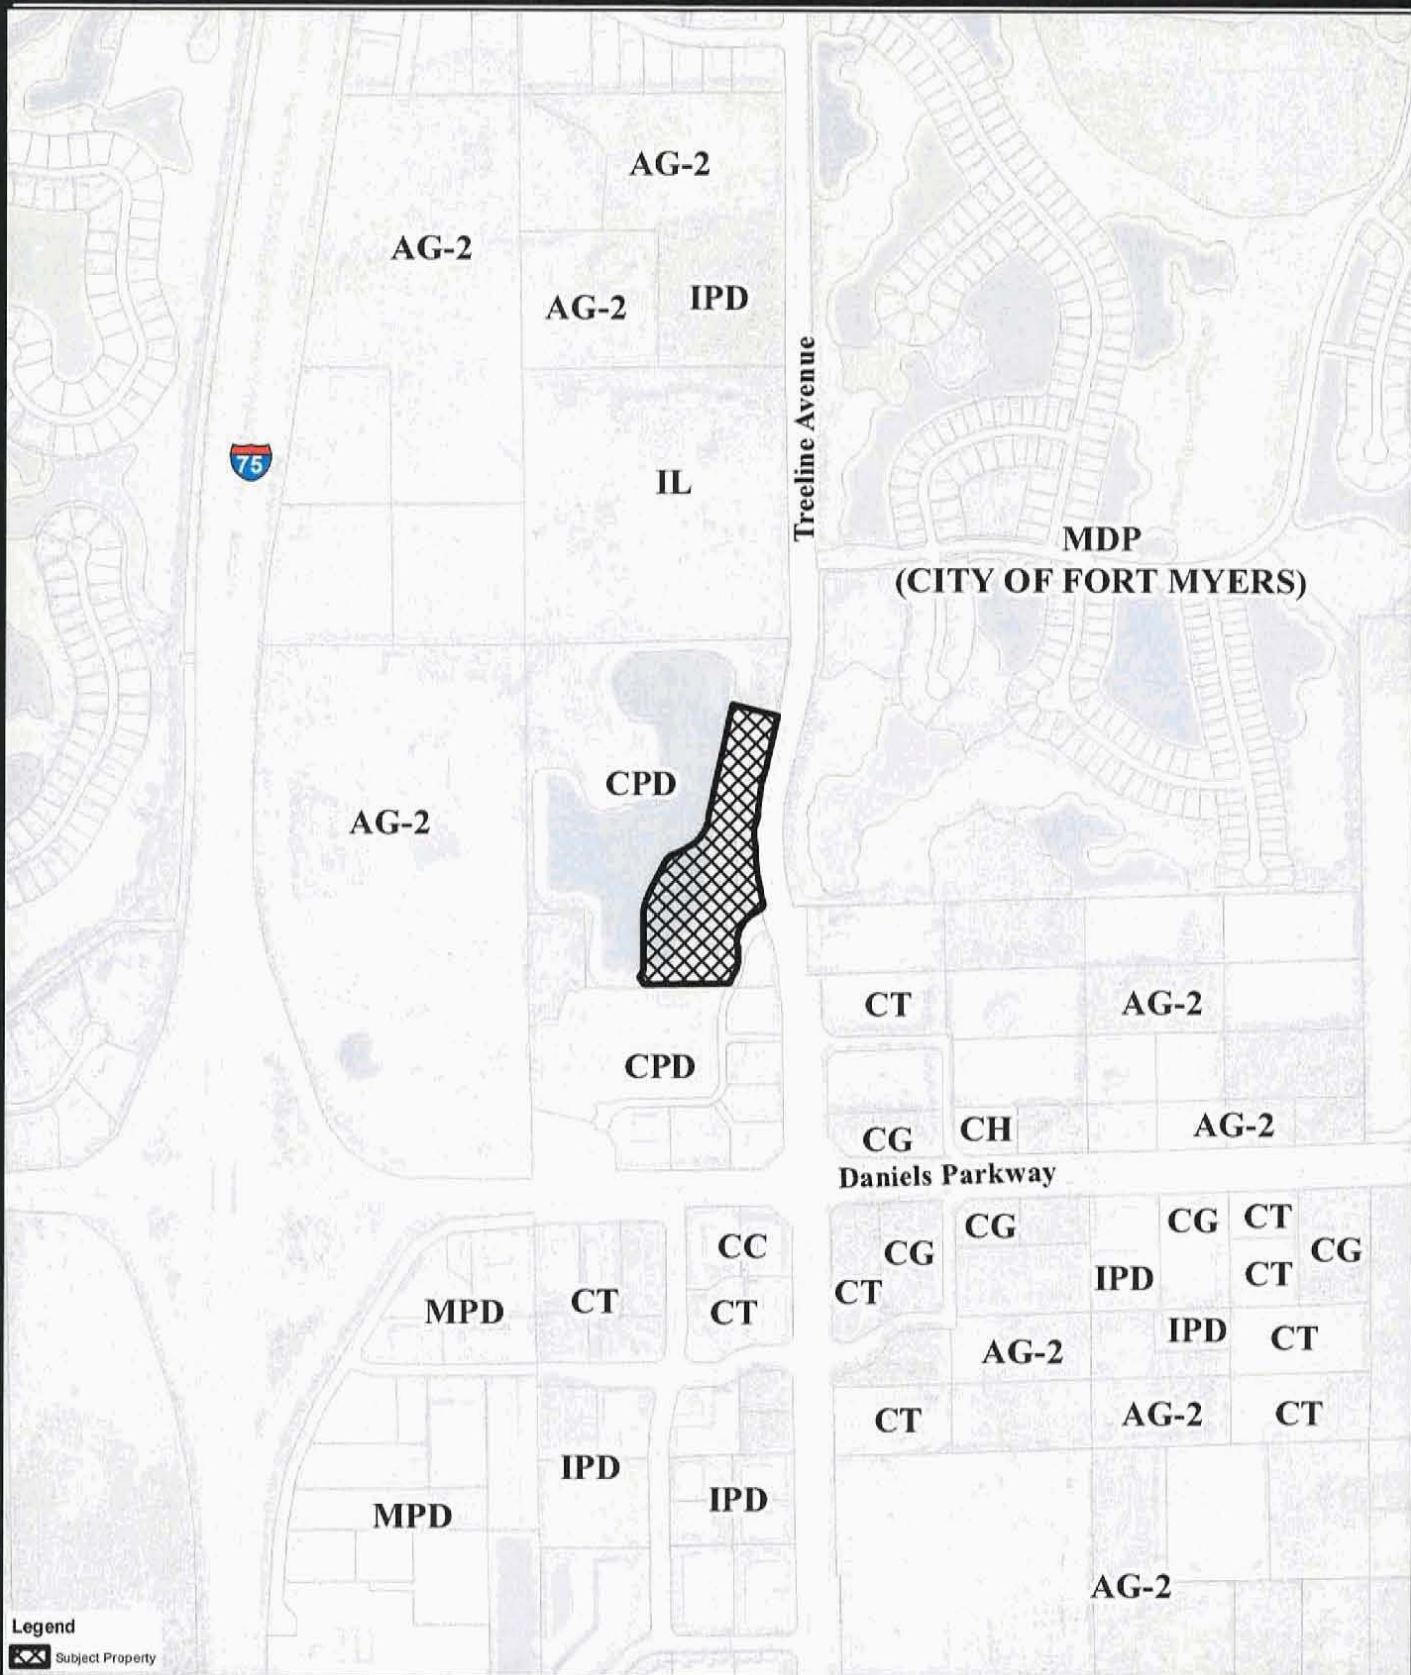 AG-2
AG-2
AG-2
IPD
Treeline Avenue
75
IL
MDP
(CITY OF FORT MYERS)
CPD
AG-2
CT
AG-2
CPD
CG
CH
AG-2
Daniels Parkway
CC
CG
CG
CG
CT
CG
MPD
CT
CT
CT
IPD
CT
AG-2
IPD
CT
CT
AG-2
CT
IPD
IPD
MPD
AG-2
Legend
Subject Property